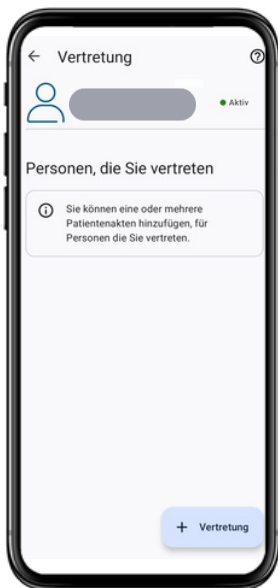 Vertretung
Aktiv
Personen, die Sie vertreten
Sie können eine oder mehrere
Patientenakten hinzufügen, für
Personen die Sie vertreten.
+ Vertretung